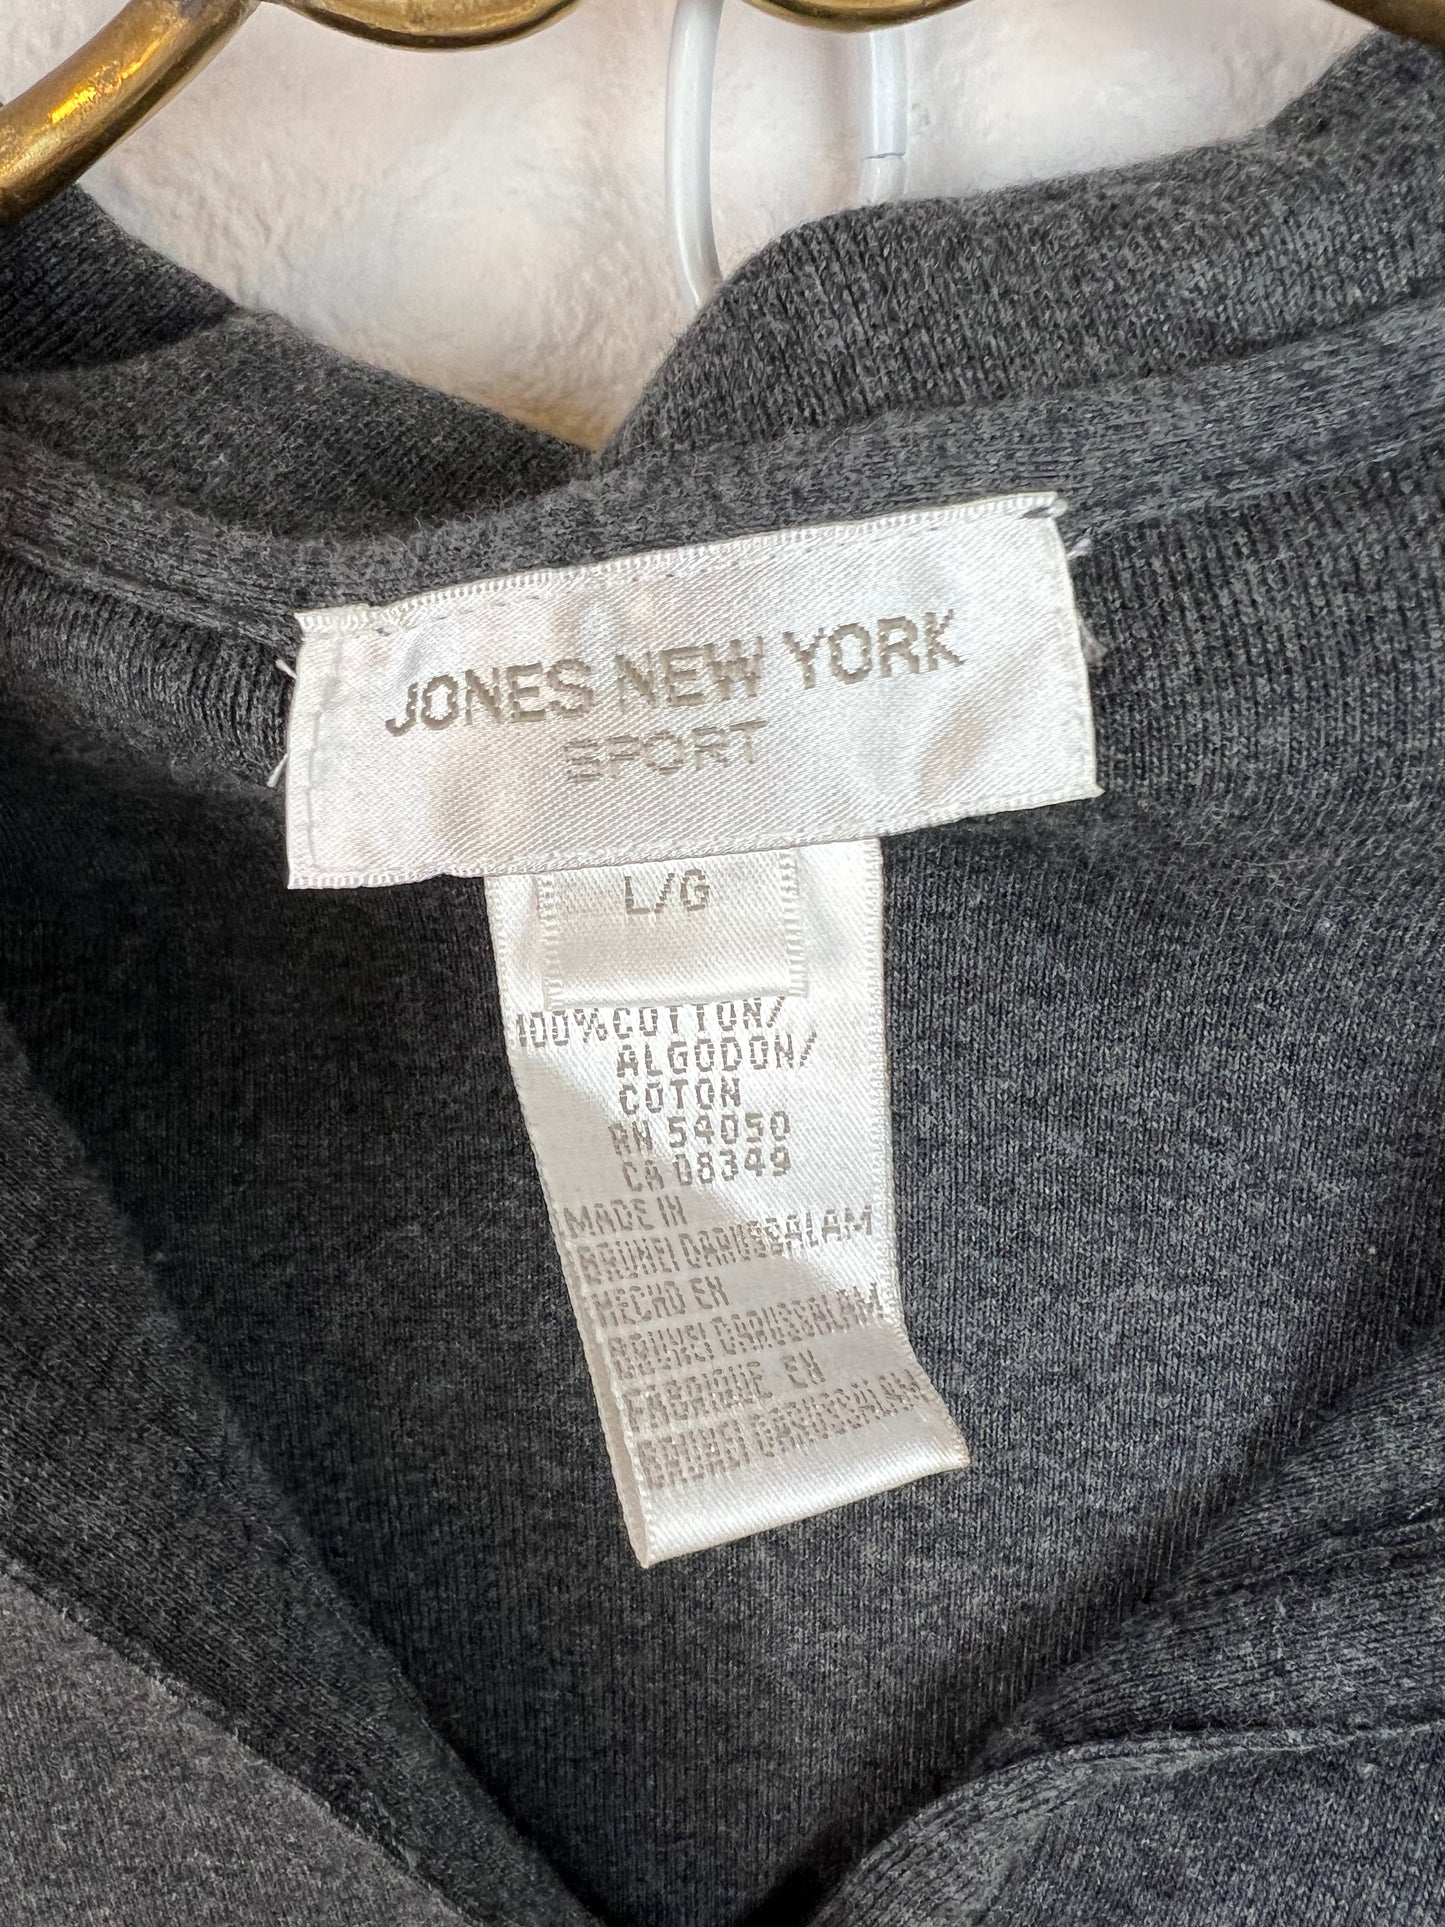 JONES NEW YORK
SPORT
L/G
100% COTTON/
ALGODON/
COTON
RN 54050
CA 08349
MADE IN
BRUNEI DARUSSALAM
HECHO EN
BRUNEI DARUSSALAM
FABRIQUE EN
BRUNEI DARUSSALAM